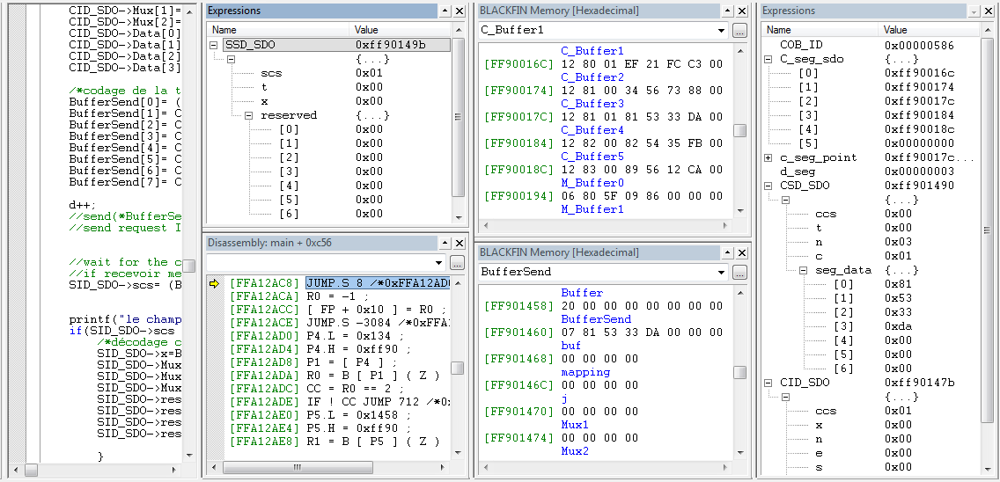 CID_SDO->Mux[1]=
CID_SDO->Mux[2]=
CID_SDO->Data[0]
CID_SDO->Data[1]
CID_SDO->Data[2]
CID_SDO->Data[3]
/*codage de la t
BufferSend[0]= (
BufferSend[1]= C
BufferSend[2]= C
BufferSend[3]= C
BufferSend[4]= C
BufferSend[5]= C
BufferSend[6]= C
BufferSend[7]= C
d++;
//send(*BufferSe
//send request I
//wait for the c
//if recevoir me
SID_SDO->scs= (B
printf("le champ
if(SID_SDO->scs
/*décodage c
SID_SDO->x=B
SID_SDO->Mu
SID_SDO->Mu
SID_SDO->Mu
SID_SDO->res
SID_SDO->res
SID_SDO->res
SID_SDO->res
}
Expressions
Name Value
SSD_SDO 0xff90149b
{...}
scs 0x01
t 0x00
x 0x00
reserved {...}
[0] 0x00
[1] 0x00
[2] 0x00
[3] 0x00
[4] 0x00
[5] 0x00
[6] 0x00
Disassembly: main + 0xc56
[FFA12AC8] JUMP.S 8 /*0xFFA12AD
[FFA12ACA] R0 = -1 ;
[FFA12ACC] [ FP + 0x10 ] = R0 ;
[FFA12ACE] JUMP.S -3084 /*0xFFA
[FFA12AD0] P4.L = 0x134 ;
[FFA12AD4] P4.H = 0xff90 ;
[FFA12AD8] P1 = [ P4 ] ;
[FFA12ADA] R0 = B [ P1 ] ( Z )
[FFA12ADC] CC = R0 == 2 ;
[FFA12ADE] IF ! CC JUMP 712 /*0
[FFA12AE0] P5.L = 0x1458 ;
[FFA12AE4] P5.H = 0xff90 ;
[FFA12AE8] R1 = B [ P5 ] ( Z )
BLACKFIN Memory [Hexadecimal]
C_Buffer1
C_Buffer1
[FF90016C] 12 80 01 EF 21 FC C3 00
C_Buffer2
[FF900174] 12 81 00 34 56 73 88 00
C_Buffer3
[FF90017C] 12 81 01 81 53 33 DA 00
C_Buffer4
[FF900184] 12 82 00 82 54 35 FB 00
C_Buffer5
[FF90018C] 12 83 00 89 56 12 CA 00
M_Buffer0
[FF900194] 06 80 5F 09 86 00 00 00
M_Buffer1
BLACKFIN Memory [Hexadecimal]
BufferSend
Buffer
[FF901458] 20 00 00 00 00 00 00 00
BufferSend
[FF901460] 07 81 53 33 DA 00 00 00
buf
[FF901468] 00 00 00 00
mapping
[FF90146C] 00 00 00 00
j
[FF901470] 00 00 00 00
Mux1
[FF901474] 00 00 00 00
Mux2
Expressions
Name Value
COB_ID 0x00000586
C_seg_sdo {...}
[0] 0xff90016c
[1] 0xff900174
[2] 0xff90017c
[3] 0xff900184
[4] 0xff90018c
[5] 0x00000000
c_seg_point 0xff90017c...
d_seg 0x00000003
CSD_SDO 0xff901490
{...}
ccs 0x00
t 0x00
n 0x03
c 0x01
seg_data {...}
[0] 0x81
[1] 0x53
[2] 0x33
[3] 0xda
[4] 0x00
[5] 0x00
[6] 0x00
CID_SDO 0xff90147b
{...}
ccs 0x01
x 0x00
n 0x00
e 0x00
s 0x00